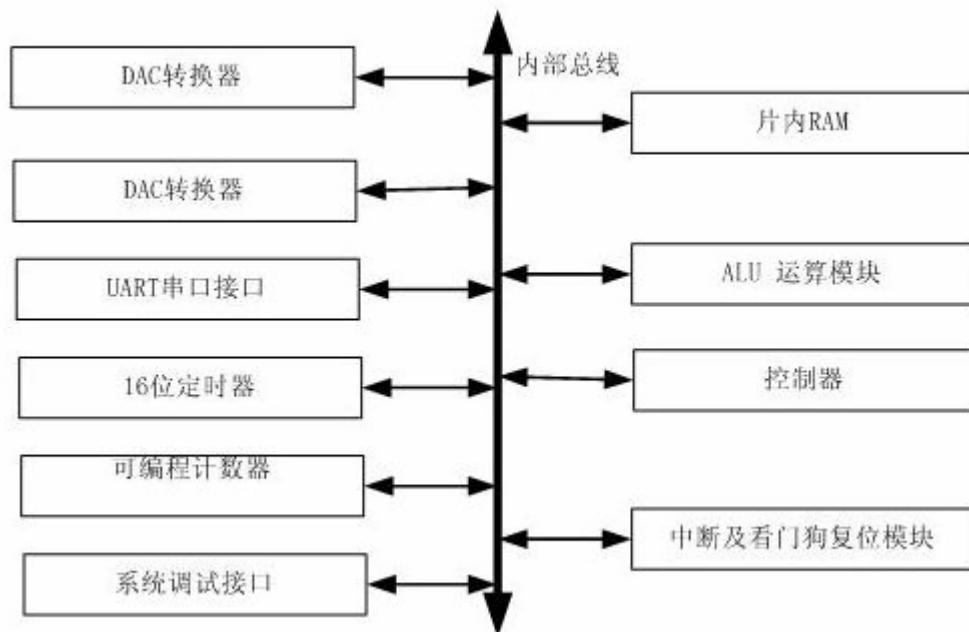 DAC转换器
DAC转换器
UART串口接口
16位定时器
可编程计数器
系统调试接口
内部总线
片内RAM
ALU 运算模块
控制器
中断及看门狗复位模块